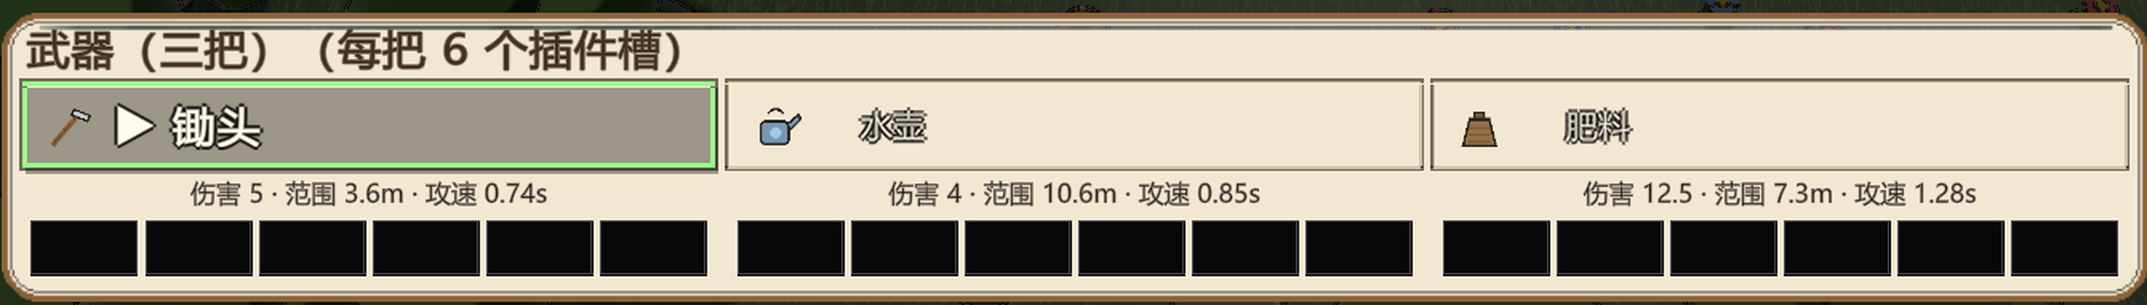 武器（三把）（每把 6 个插件槽）
▶ 锄头
水壶
肥料
伤害 5 · 范围 3.6m · 攻速 0.74s
伤害 4 · 范围 10.6m · 攻速 0.85s
伤害 12.5 · 范围 7.3m · 攻速 1.28s